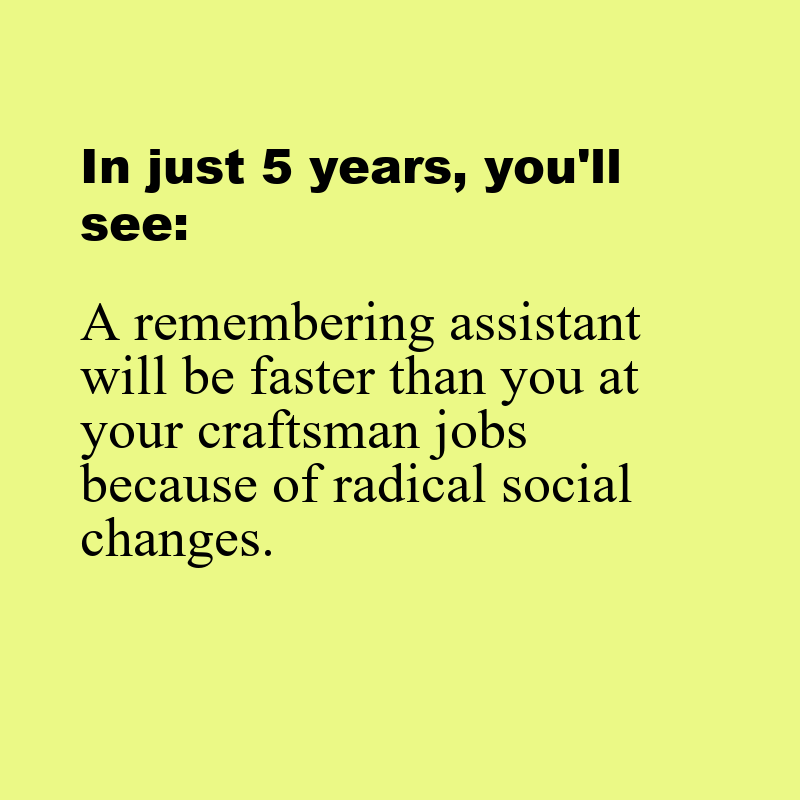 In just 5 years, you'll
see:
A remembering assistant
will be faster than you at
your craftsman jobs
because of radical social
changes.